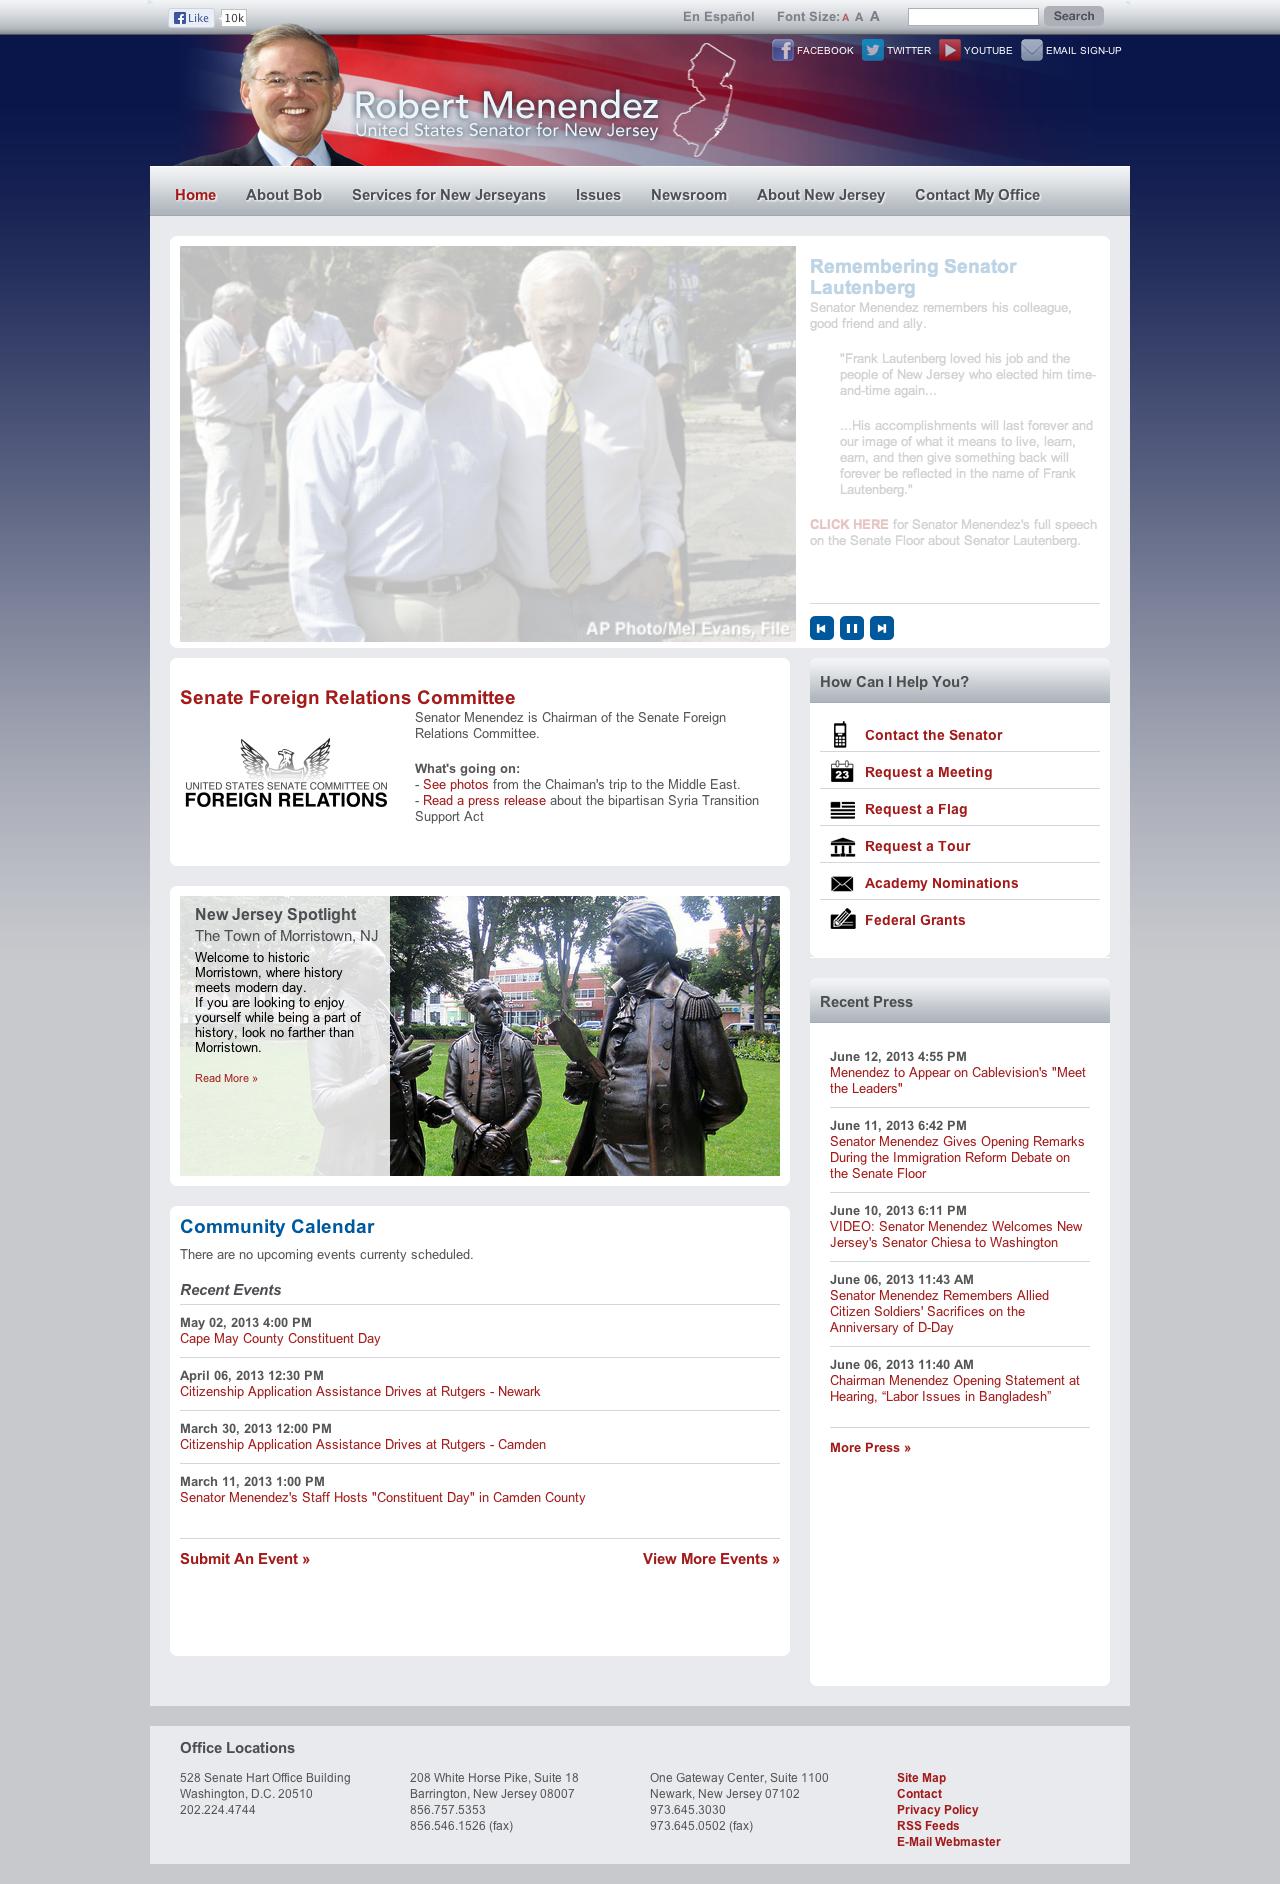 Like 10k
En Español Font Size: A A A Search
FACEBOOK TWITTER YOUTUBE EMAIL SIGN-UP
Robert Menendez
United States Senator for New Jersey
Home About Bob Services for New Jerseyans Issues Newsroom About New Jersey Contact My Office
Remembering Senator
Lautenberg
Senator Menendez remembers his colleague,
good friend and ally.
"Frank Lautenberg loved his job and the
people of New Jersey who elected him time-
and-time again...
...His accomplishments will last forever and
our image of what it means to live, learn,
earn, and then give something back will
forever be reflected in the name of Frank
Lautenberg."
CLICK HERE for Senator Menendez's full speech
on the Senate Floor about Senator Lautenberg.
AP Photo/Mel Evans, File
Senate Foreign Relations Committee
UNITED STATES SENATE COMMITTEE ON
FOREIGN RELATIONS
Senator Menendez is Chairman of the Senate Foreign
Relations Committee.
What's going on:
- See photos from the Chaiman's trip to the Middle East.
- Read a press release about the bipartisan Syria Transition
Support Act
How Can I Help You?
Contact the Senator
23 Request a Meeting
Request a Flag
Request a Tour
Academy Nominations
Federal Grants
New Jersey Spotlight
The Town of Morristown, NJ
Welcome to historic
Morristown, where history
meets modern day.
If you are looking to enjoy
yourself while being a part of
history, look no farther than
Morristown.
Read More »
Recent Press
June 12, 2013 4:55 PM
Menendez to Appear on Cablevision's "Meet
the Leaders"
June 11, 2013 6:42 PM
Senator Menendez Gives Opening Remarks
During the Immigration Reform Debate on
the Senate Floor
June 10, 2013 6:11 PM
VIDEO: Senator Menendez Welcomes New
Jersey's Senator Chiesa to Washington
June 06, 2013 11:43 AM
Senator Menendez Remembers Allied
Citizen Soldiers' Sacrifices on the
Anniversary of D-Day
June 06, 2013 11:40 AM
Chairman Menendez Opening Statement at
Hearing, “Labor Issues in Bangladesh”
More Press »
Community Calendar
There are no upcoming events currenty scheduled.
Recent Events
May 02, 2013 4:00 PM
Cape May County Constituent Day
April 06, 2013 12:30 PM
Citizenship Application Assistance Drives at Rutgers - Newark
March 30, 2013 12:00 PM
Citizenship Application Assistance Drives at Rutgers - Camden
March 11, 2013 1:00 PM
Senator Menendez's Staff Hosts "Constituent Day" in Camden County
Submit An Event » View More Events »
Office Locations
528 Senate Hart Office Building
Washington, D.C. 20510
202.224.4744
208 White Horse Pike, Suite 18
Barrington, New Jersey 08007
856.757.5353
856.546.1526 (fax)
One Gateway Center, Suite 1100
Newark, New Jersey 07102
973.645.3030
973.645.0502 (fax)
Site Map
Contact
Privacy Policy
RSS Feeds
E-Mail Webmaster